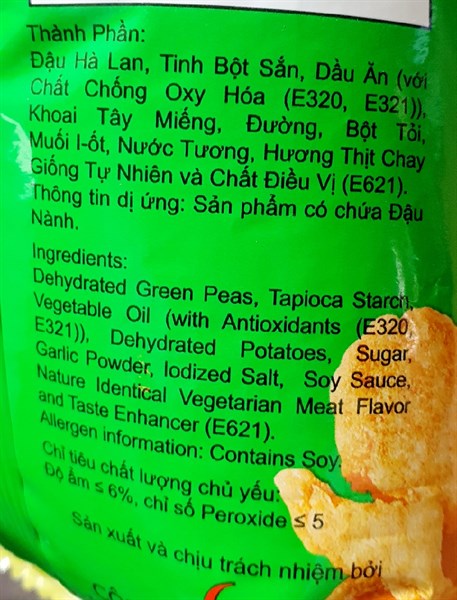 Thành Phần:
Đậu Hà Lan, Tinh Bột Sắn, Dầu Ăn (với
Chất Chống Oxy Hóa (E320, E321)),
Khoai Tây Miếng, Đường, Bột Tỏi,
Muối I-ốt, Nước Tương, Hương Thịt Chay
Giống Tự Nhiên và Chất Điều Vị (E621).
Thông tin dị ứng: Sản phẩm có chứa Đậu
Nành.
Ingredients:
Dehydrated Green Peas, Tapioca Starch,
Vegetable Oil (with Antioxidants (E320,
E321)), Dehydrated Potatoes, Sugar,
Garlic Powder, Iodized Salt, Soy Sauce,
Nature Identical Vegetarian Meat Flavor
and Taste Enhancer (E621).
Allergen information: Contains Soy.
Chỉ tiêu chất lượng chủ yếu:
Độ ẩm ≤ 6%, chỉ số Peroxide ≤ 5
Sản xuất và chịu trách nhiệm bởi